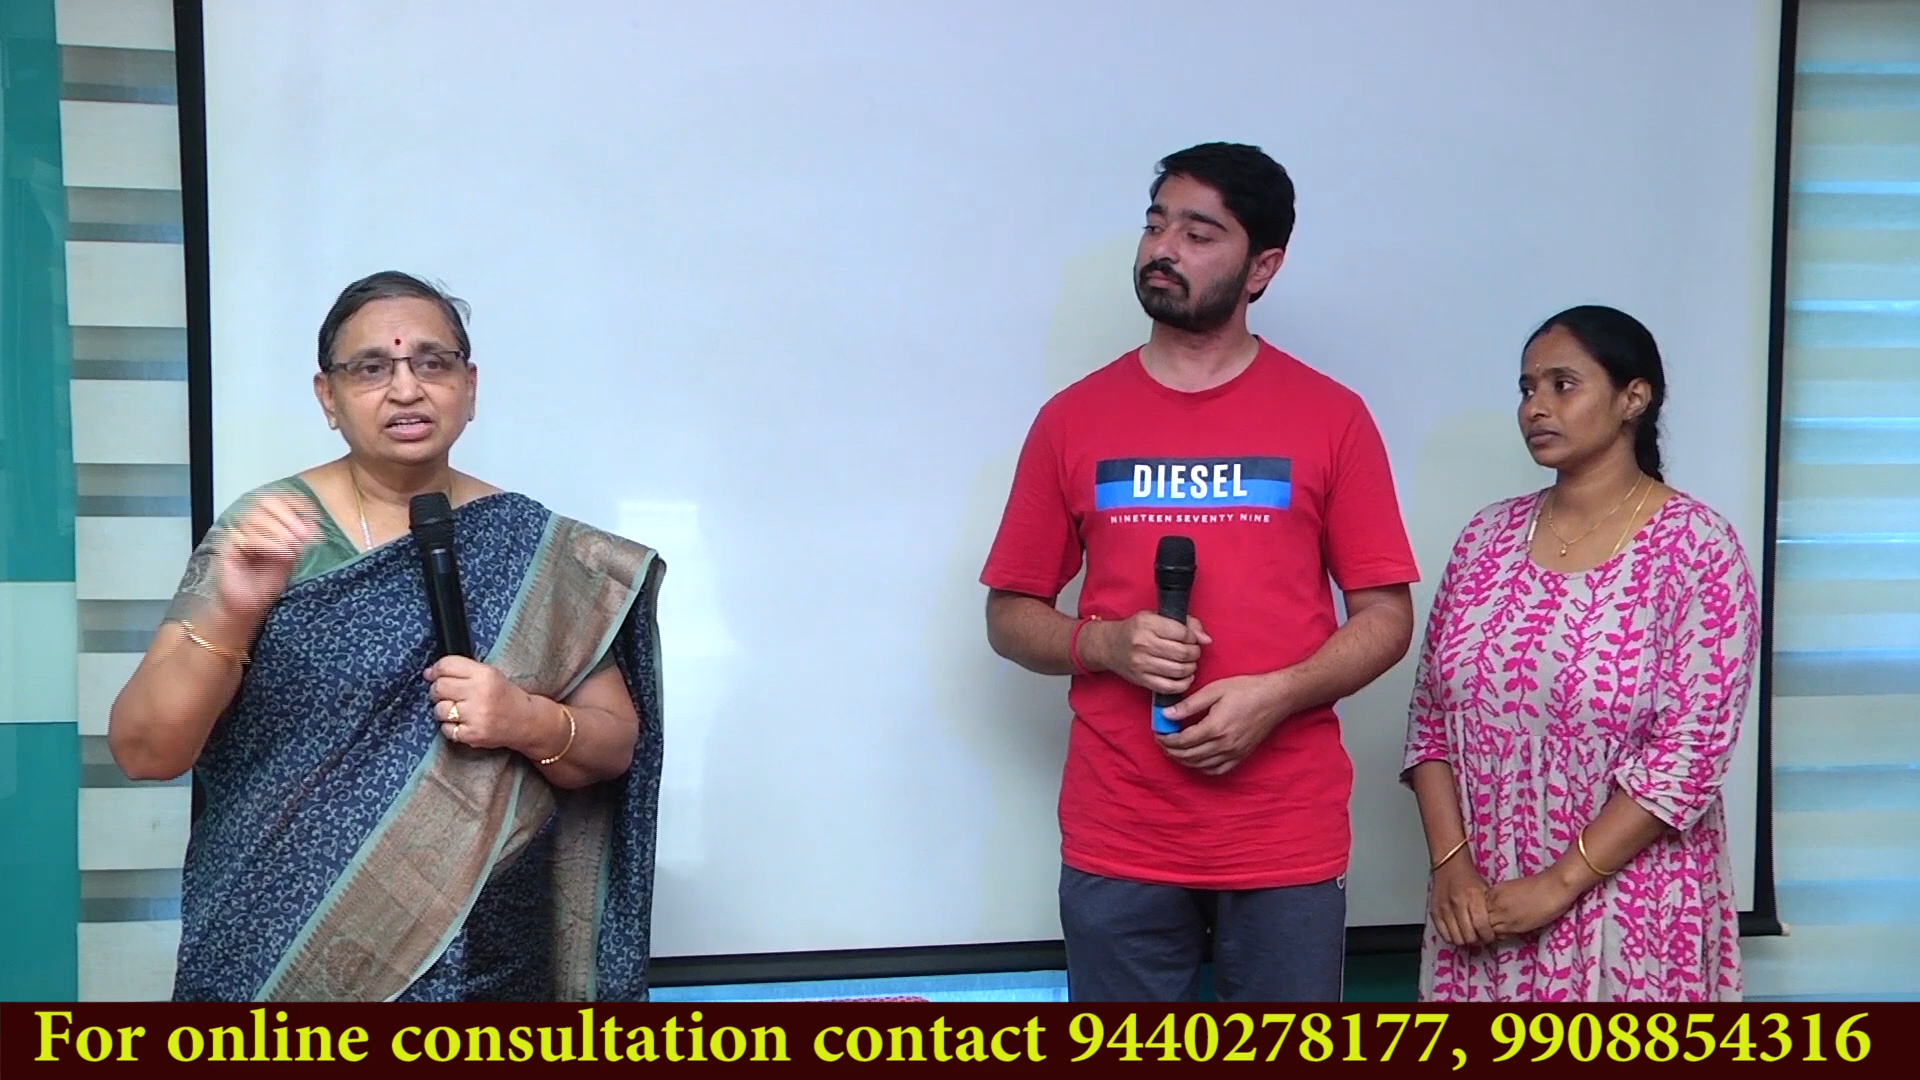 DIESEL
NINETEEN SEVENTY NINE
For online consultation contact 9440278177, 9908854316